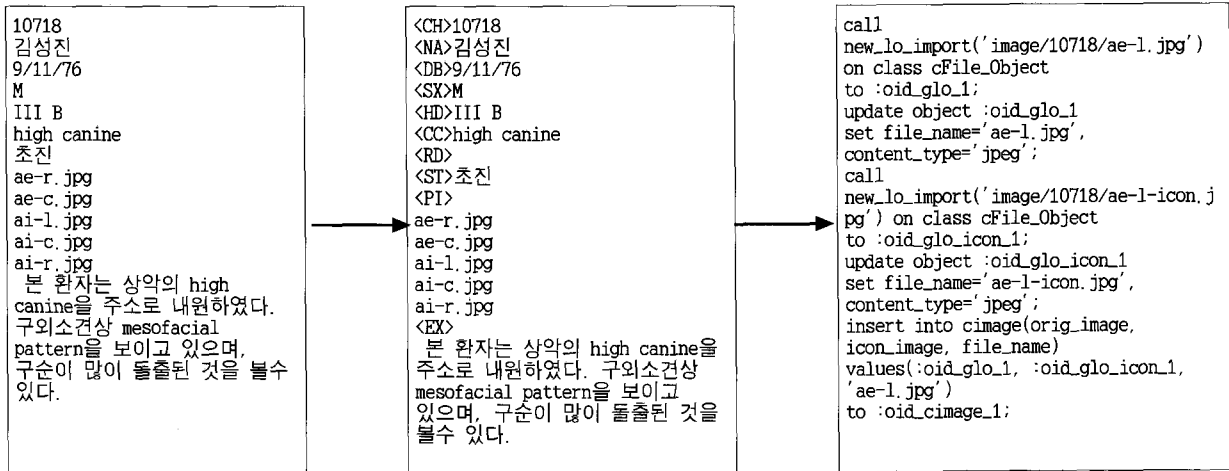 10718
김성진
9/11/76
M
III B
high canine
초진
ae-r.jpg
ae-c.jpg
ai-l.jpg
ai-c.jpg
ai-r.jpg
본 환자는 상악의 high
canine을 주소로 내원하였다.
구외소견상 mesofacial
pattern을 보이고 있으며,
구순이 많이 돌출된 것을 볼수
있다.
<CH>10718
<NA>김성진
<DB>9/11/76
<SX>M
<HD>III B
<CC>high canine
<RD>
<ST>초진
<PI>
ae-r.jpg
ae-c.jpg
ai-l.jpg
ai-c.jpg
ai-r.jpg
<EX>
본 환자는 상악의 high canine을
주소로 내원하였다. 구외소견상
mesofacial pattern을 보이고
있으며, 구순이 많이 돌출된 것을
볼수 있다.
call
new_lo_import('image/10718/ae-l.jpg')
on class cFile_Object
to :oid_glo_1;
update object :oid_glo_1
set file_name='ae-l.jpg',
content_type='jpeg';
call
new_lo_import('image/10718/ae-l-icon.j
pg') on class cFile_Object
to :oid_glo_icon_1;
update object :oid_glo_icon_1
set file_name='ae-l-icon.jpg',
content_type='jpeg';
insert into cimage(orig_image,
icon_image, file_name)
values(:oid_glo_1, :oid_glo_icon_1,
'ae-l.jpg')
to :oid_cimage_1;